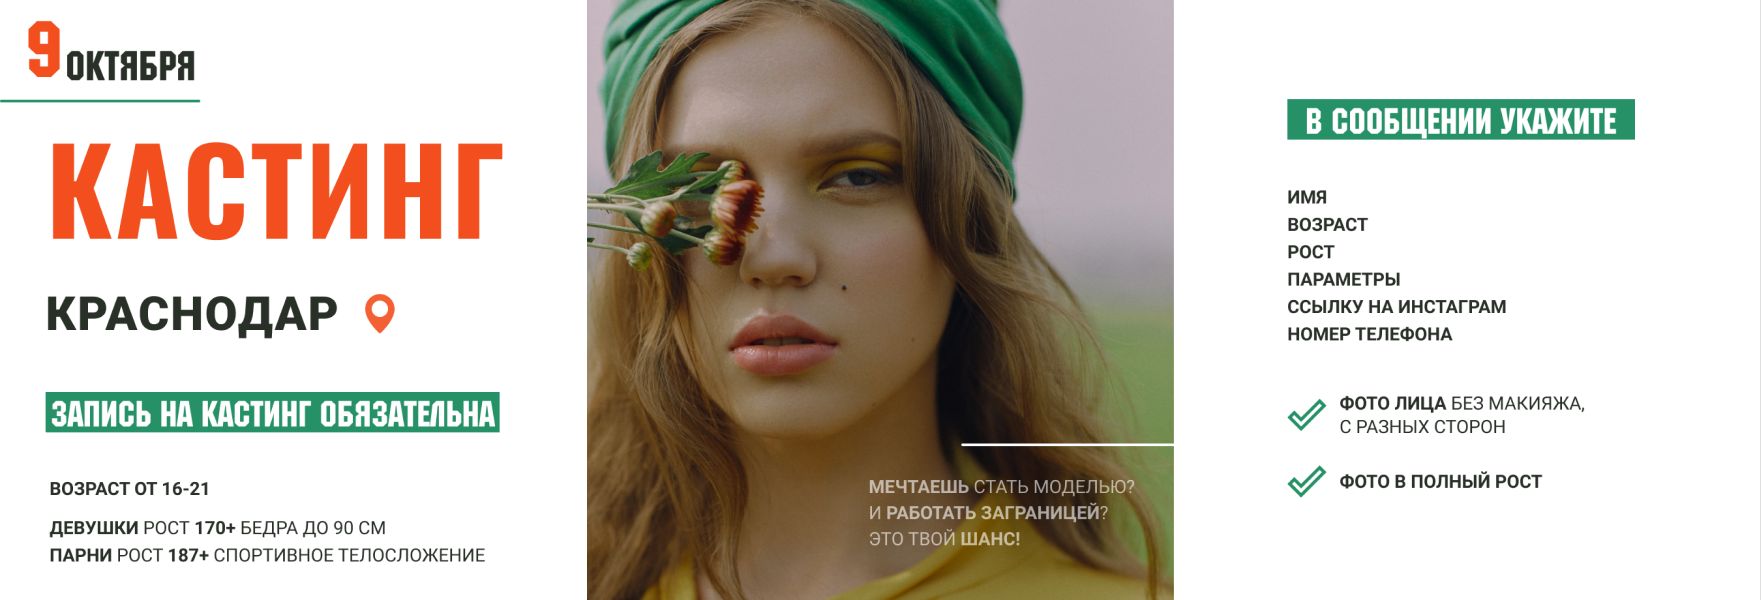 9 ОКТЯБРЯ
КАСТИНГ
КРАСНОДАР
ЗАПИСЬ НА КАСТИНГ ОБЯЗАТЕЛЬНА
ВОЗРАСТ ОТ 16-21
ДЕВУШКИ РОСТ 170+ БЕДРА ДО 90 СМ
ПАРНИ РОСТ 187+ СПОРТИВНОЕ ТЕЛОСЛОЖЕНИЕ
МЕЧТАЕШЬ СТАТЬ МОДЕЛЬЮ?
И РАБОТАТЬ ЗАГРАНИЦЕЙ?
ЭТО ТВОЙ ШАНС!
В СООБЩЕНИИ УКАЖИТЕ
ИМЯ
ВОЗРАСТ
РОСТ
ПАРАМЕТРЫ
ССЫЛКУ НА ИНСТАГРАМ
НОМЕР ТЕЛЕФОНА
ФОТО ЛИЦА БЕЗ МАКИЯЖА,
С РАЗНЫХ СТОРОН
ФОТО В ПОЛНЫЙ РОСТ